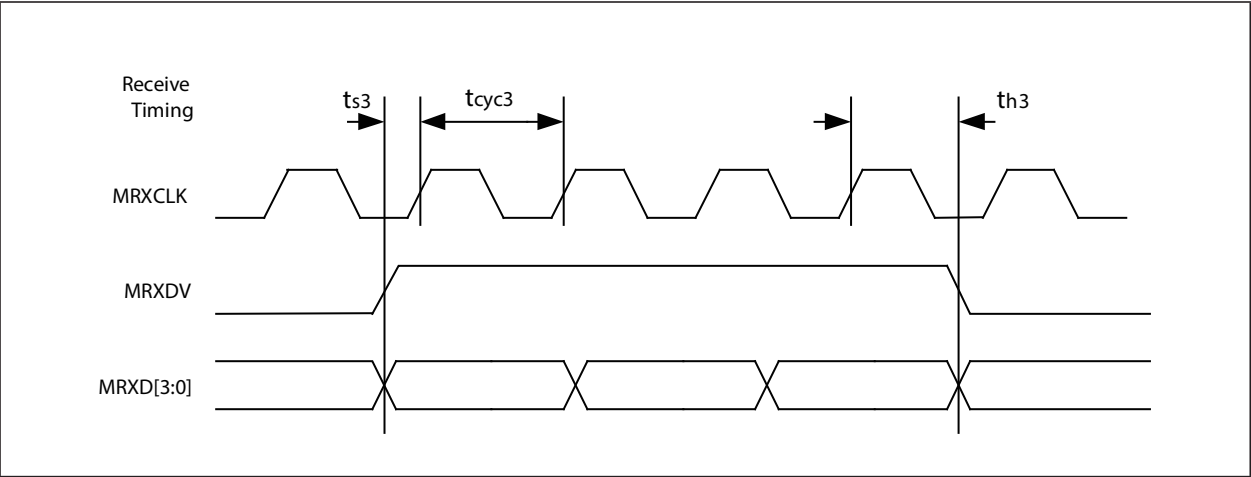 Receive
Timing
ts3
tcyc3
th3
MRXCLK
MRXDV
MRXD[3:0]